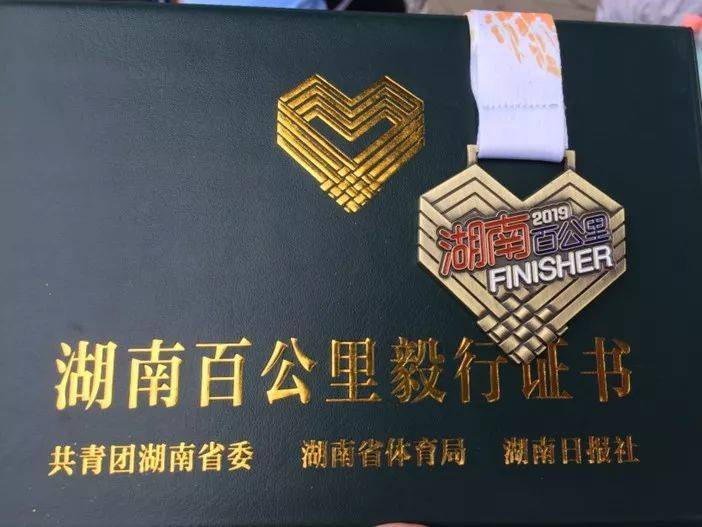 2019
湖南百公里
FINISHER
湖南百公里毅行证书
共青团湖南省委 湖南省体育局 湖南日报社